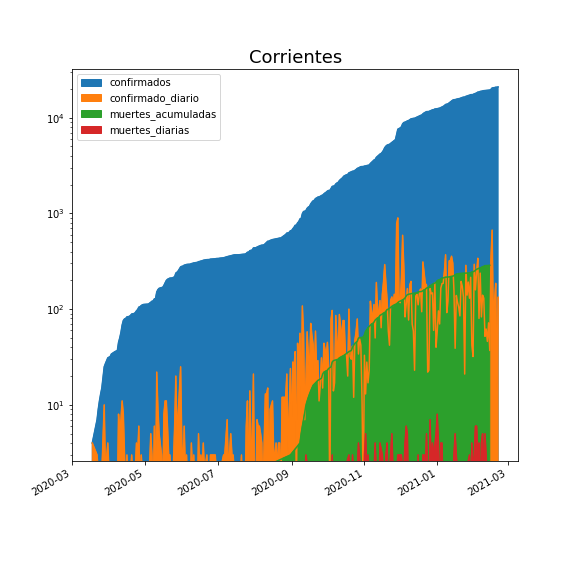 Corrientes
confirmados
confirmado_diario
muertes_acumuladas
muertes_diarias
10⁴
10³
10²
10¹
2020-03
2020-05
2020-07
2020-09
2020-11
2021-01
2021-03